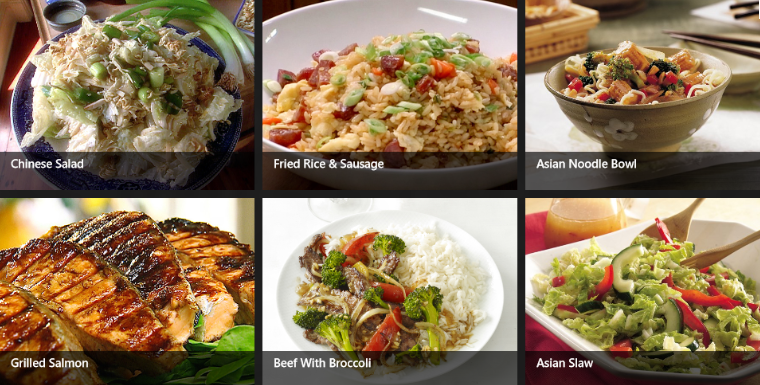 Chinese Salad
Fried Rice & Sausage
Asian Noodle Bowl
Grilled Salmon
Beef With Broccoli
Asian Slaw